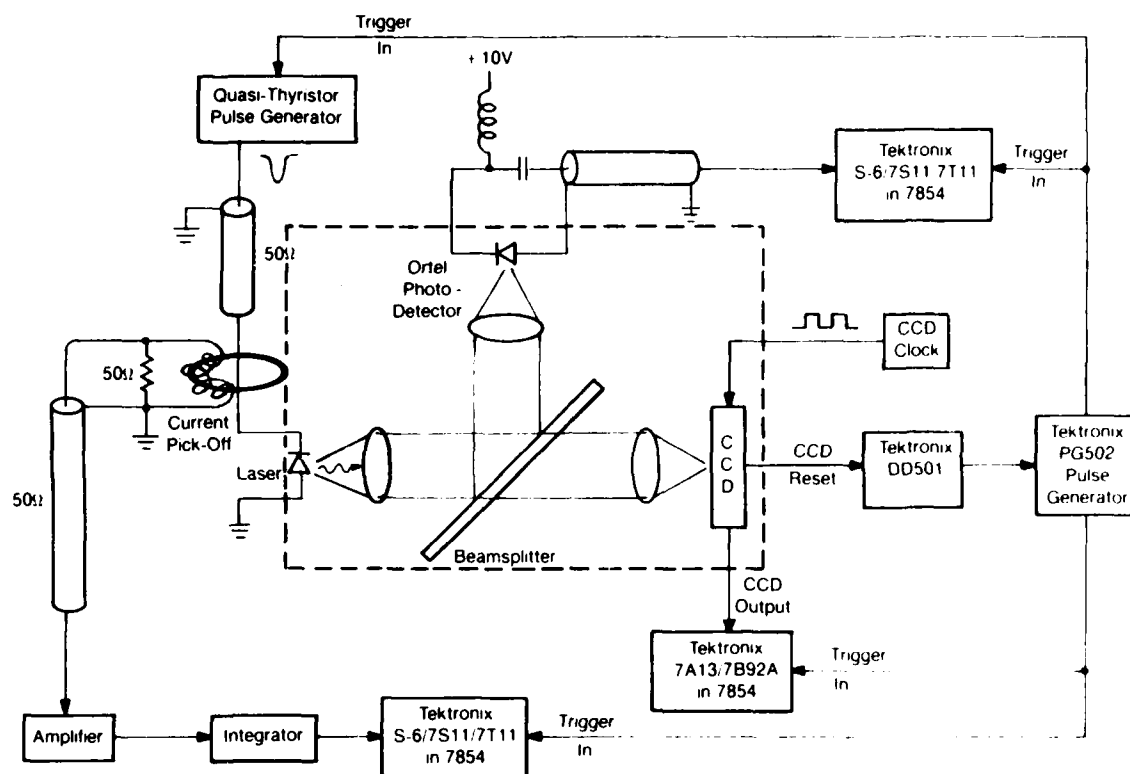 Trigger
In
+ 10V
Quasi-Thyristor
Pulse Generator
Tektronix
S-6/7S11 7T11
in 7854
Trigger
In
50Ω
Ortel
Photo -
Detector
CCD
Clock
50Ω
Current
Pick-Off
Laser
C
C
D
CCD
Reset
Tektronix
DD501
Tektronix
PG502
Pulse
Generator
50Ω
Beamsplitter
CCD
Output
Tektronix
7A13/7B92A
in 7854
Trigger
In
Amplifier
Integrator
Tektronix
S-6/7S11/7T11
in 7854
Trigger
In